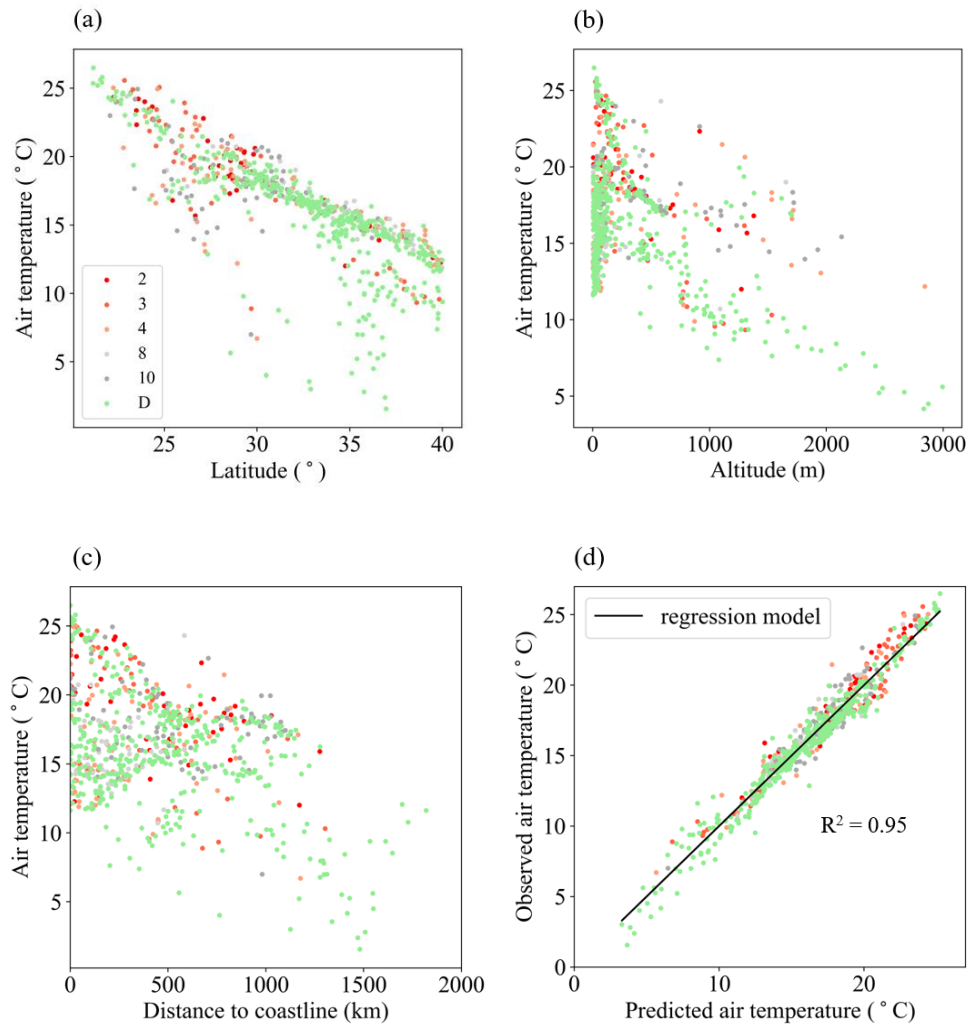 (a)
Air temperature ( ° C)
25
20
15
10
5
2
3
4
8
10
D
25
30
35
40
Latitude ( ° )
(b)
Air temperature ( ° C)
25
20
15
10
5
0
1000
2000
3000
Altitude (m)
(c)
Air temperature ( ° C)
25
20
15
10
5
0
500
1000
1500
2000
Distance to coastline (km)
(d)
Observed air temperature ( ° C)
25
20
15
10
5
0
regression model
R² = 0.95
10
20
Predicted air temperature ( ° C)